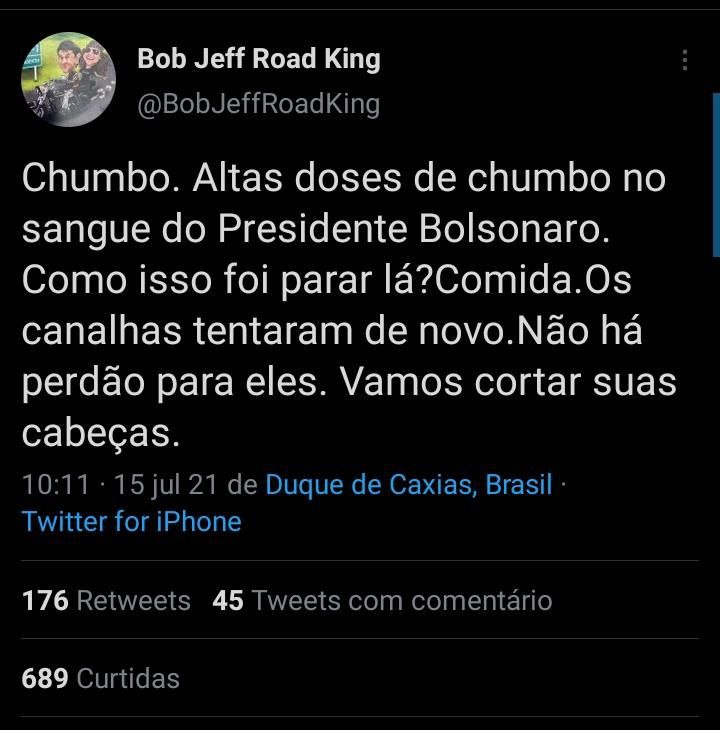 Bob Jeff Road King
@BobJeffRoadKing
Chumbo. Altas doses de chumbo no
sangue do Presidente Bolsonaro.
Como isso foi parar lá?Comida.Os
canalhas tentaram de novo.Não há
perdão para eles. Vamos cortar suas
cabeças.
10:11 · 15 jul 21 de Duque de Caxias, Brasil ·
Twitter for iPhone
176 Retweets 45 Tweets com comentário
689 Curtidas